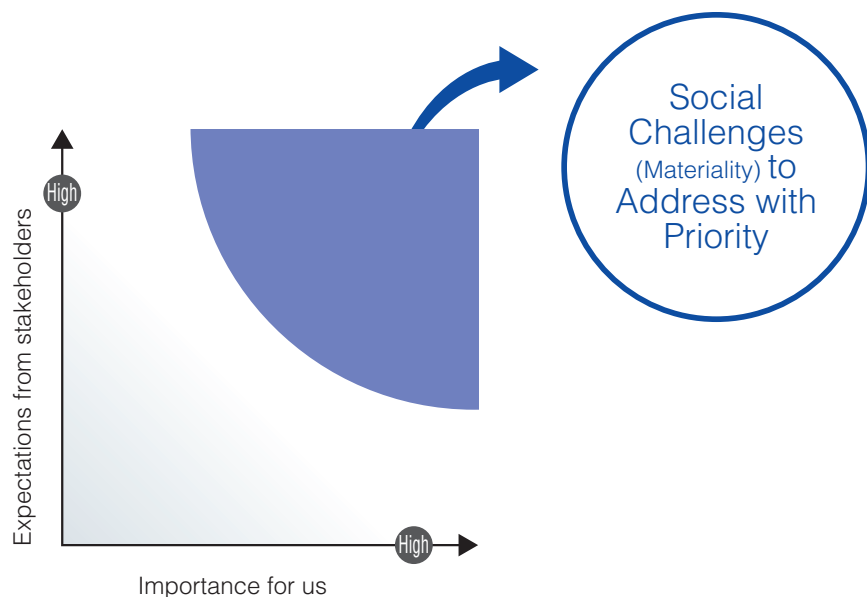 Social
Challenges
(Materiality) to
Address with
Priority
High
Expectations from stakeholders
High
Importance for us